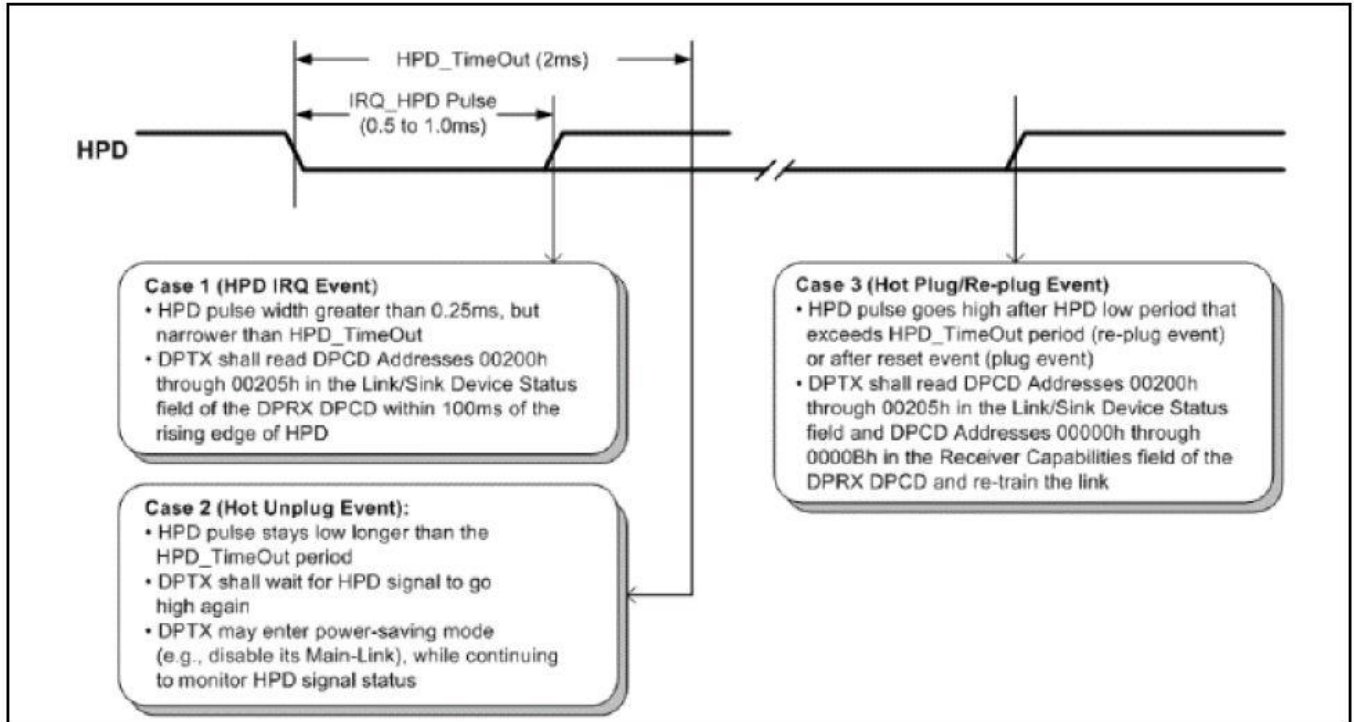 HPD_TimeOut (2ms)
IRQ_HPD Pulse
(0.5 to 1.0ms)
HPD
Case 1 (HPD IRQ Event)
• HPD pulse width greater than 0.25ms, but
narrower than HPD_TimeOut
• DPTX shall read DPCD Addresses 00200h
through 00205h in the Link/Sink Device Status
field of the DPRX DPCD within 100ms of the
rising edge of HPD
Case 2 (Hot Unplug Event):
• HPD pulse stays low longer than the
HPD_TimeOut period
• DPTX shall wait for HPD signal to go
high again
• DPTX may enter power-saving mode
(e.g., disable its Main-Link), while continuing
to monitor HPD signal status
Case 3 (Hot Plug/Re-plug Event)
• HPD pulse goes high after HPD low period that
exceeds HPD_TimeOut period (re-plug event)
or after reset event (plug event)
• DPTX shall read DPCD Addresses 00200h
through 00205h in the Link/Sink Device Status
field and DPCD Addresses 00000h through
0000Bh in the Receiver Capabilities field of the
DPRX DPCD and re-train the link